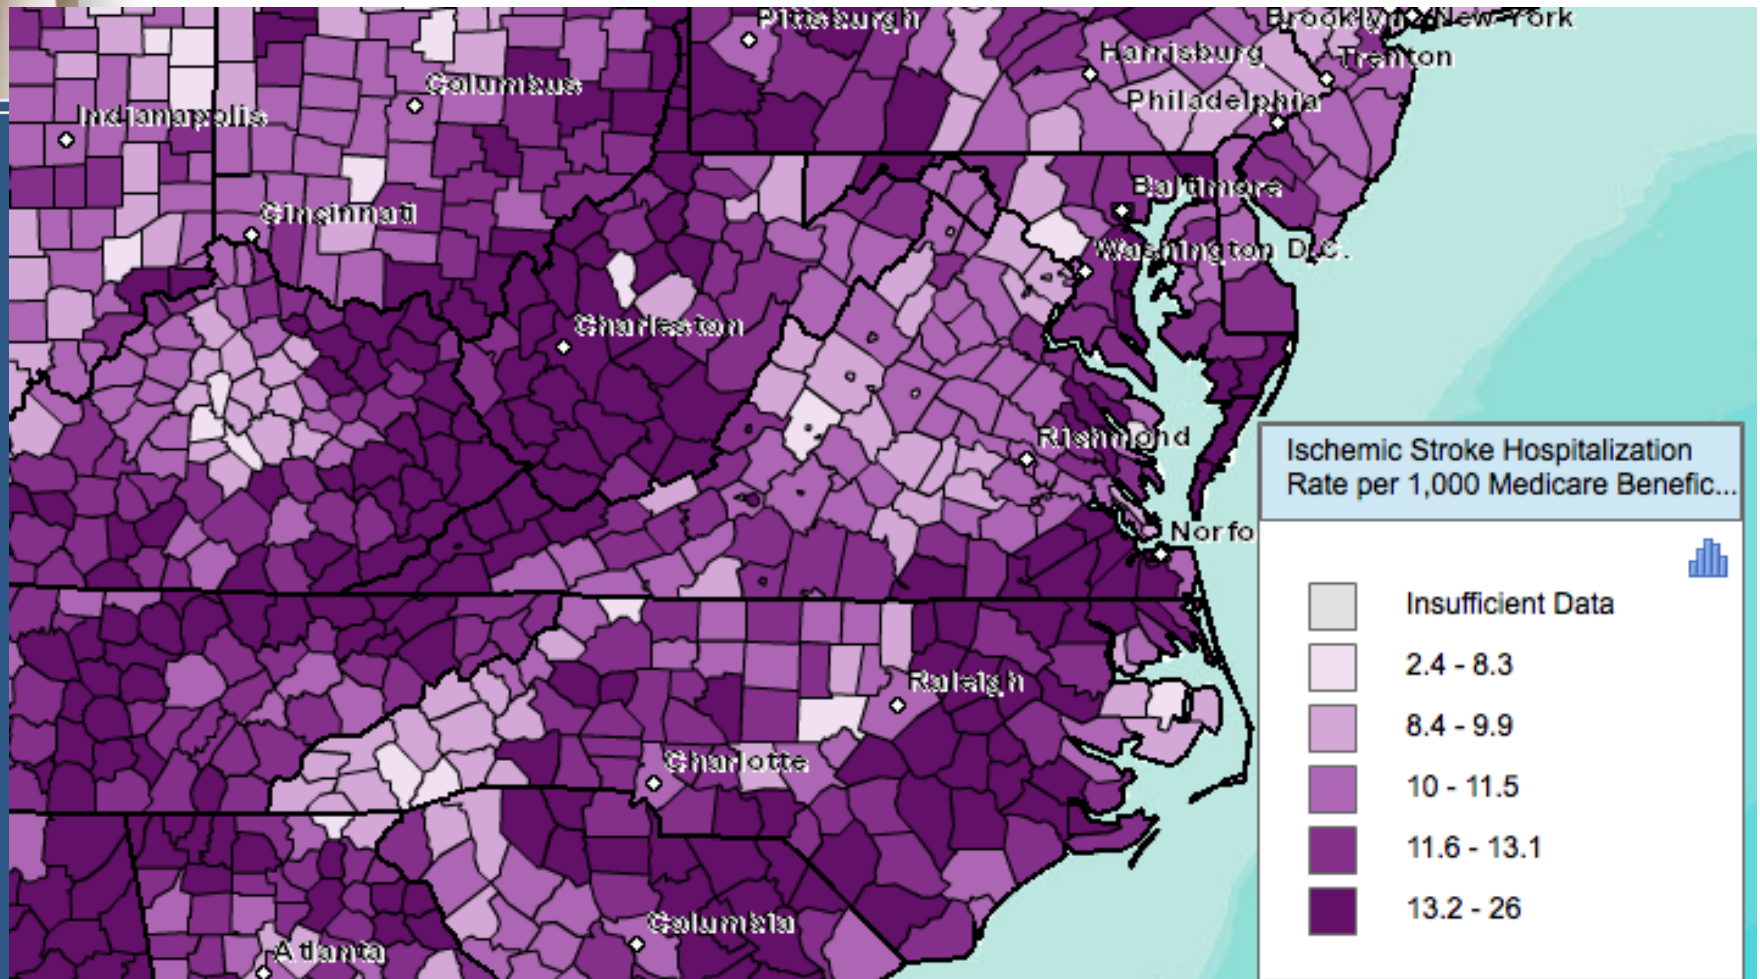 Pittsburgh
Brooklyn
New York
Harrisburg
Trenton
Columbus
Philadelphia
Indianapolis
Baltimore
Cincinnati
Washington D.C.
Charleston
Richmond
Ischemic Stroke Hospitalization
Rate per 1,000 Medicare Benefic...
Norfo
Insufficient Data
2.4 - 8.3
8.4 - 9.9
10 - 11.5
11.6 - 13.1
13.2 - 26
Raleigh
Charlotte
Columbia
Atlanta